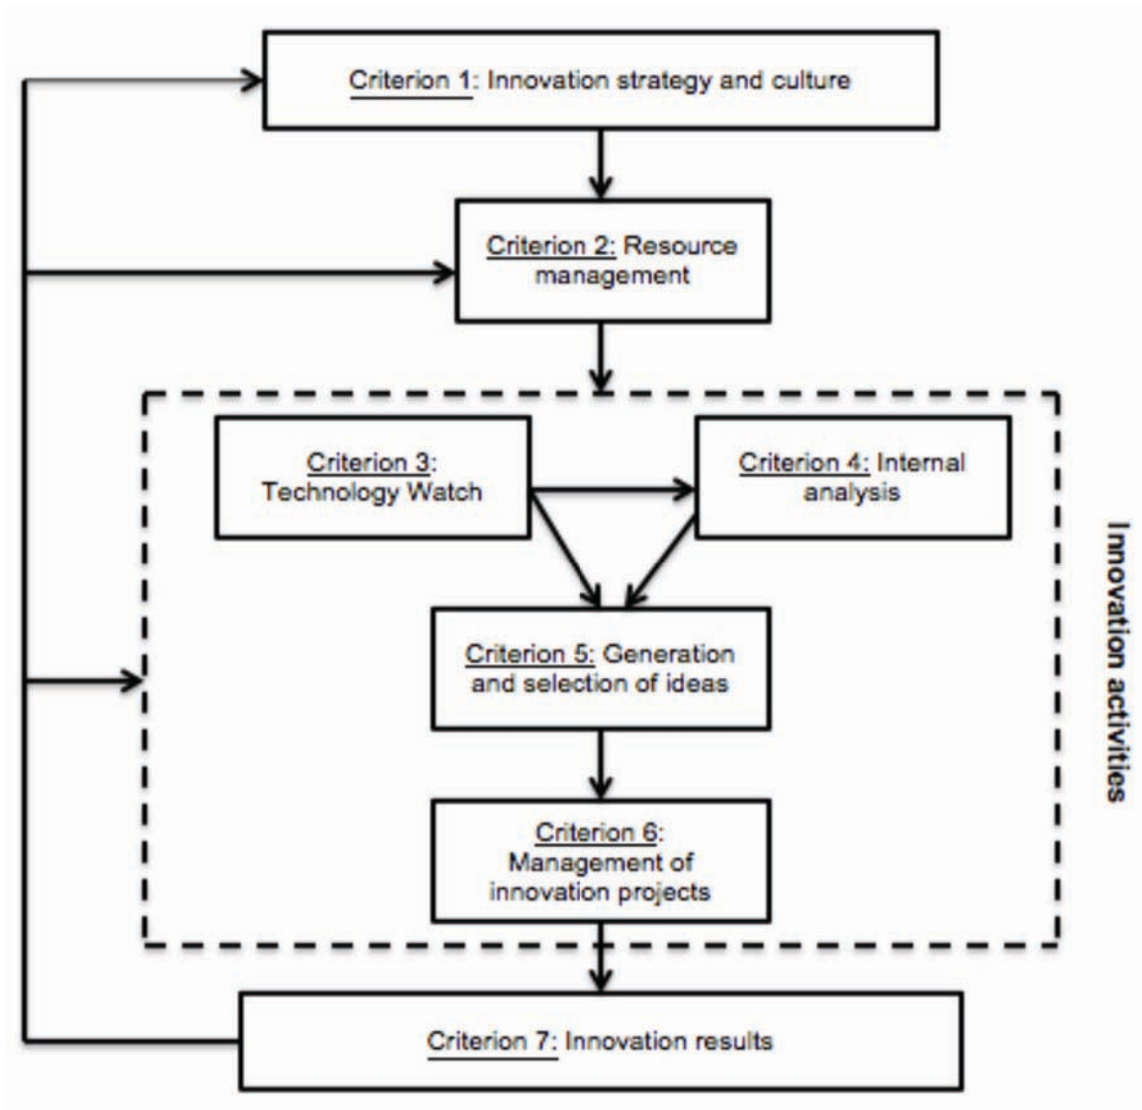 Criterion 1: Innovation strategy and culture
Criterion 2: Resource
management
Criterion 3:
Technology Watch
Criterion 4: Internal
analysis
Criterion 5: Generation
and selection of ideas
Criterion 6:
Management of
innovation projects
Innovation activities
Criterion 7: Innovation results